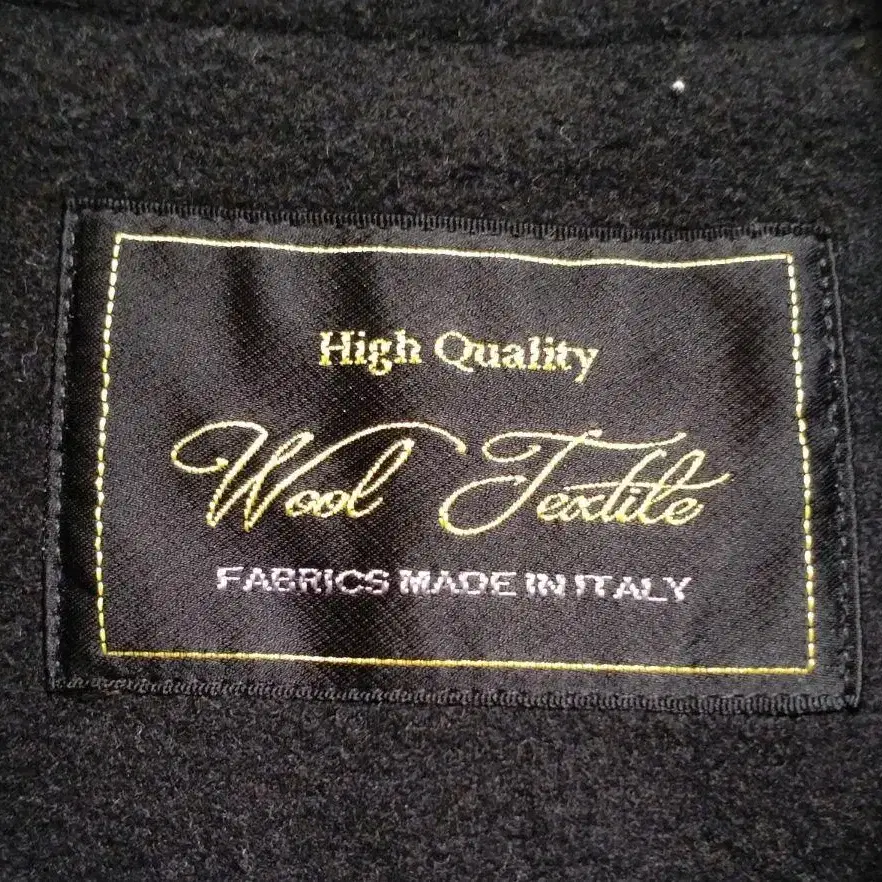 High Quality
Wool Textile
FABRICS MADE IN ITALY